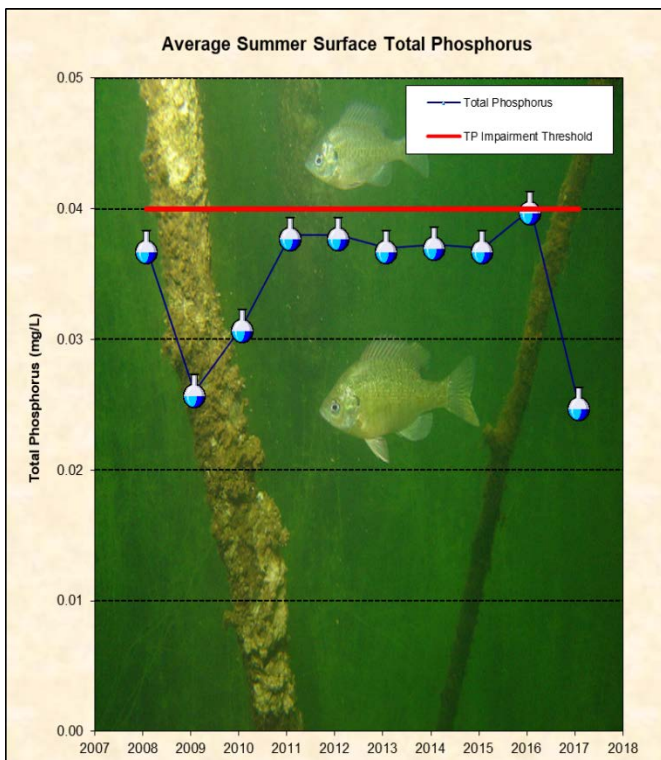 Average Summer Surface Total Phosphorus
Total Phosphorus
TP Impairment Threshold
Total Phosphorus (mg/L)
0.05
0.04
0.03
0.02
0.01
0.00
2007 2008 2009 2010 2011 2012 2013 2014 2015 2016 2017 2018